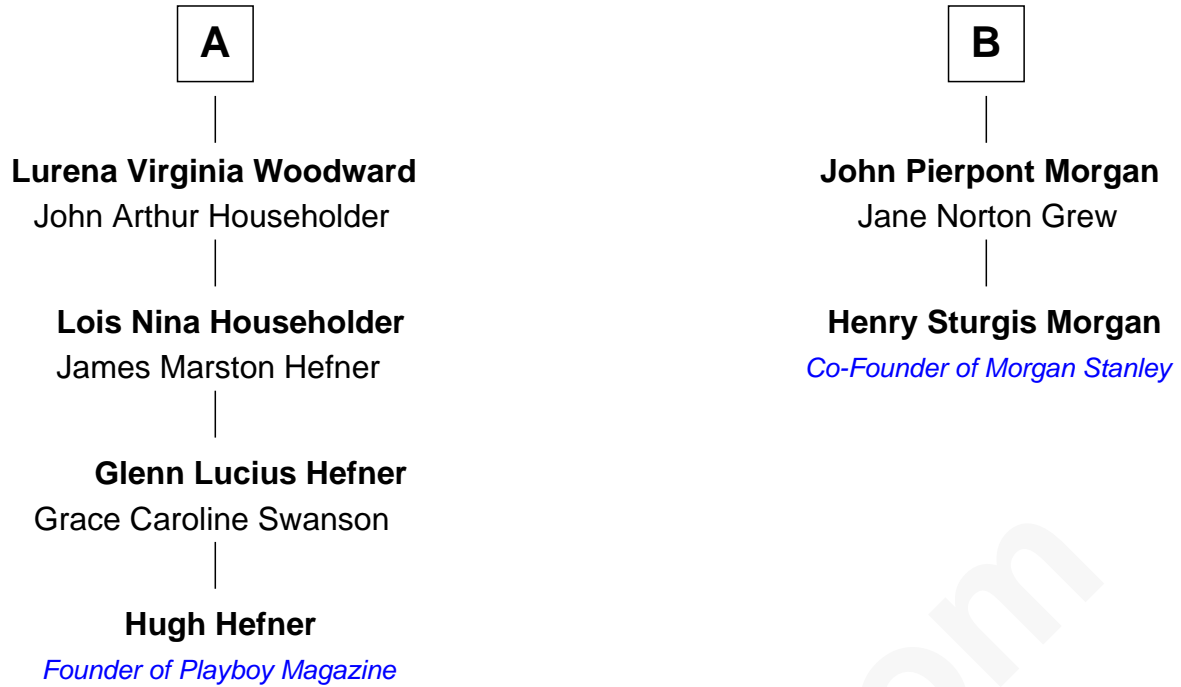 A
Lurena Virginia Woodward
John Arthur Householder
Lois Nina Householder
James Marston Hefner
Glenn Lucius Hefner
Grace Caroline Swanson
Hugh Hefner
Founder of Playboy Magazine
B
John Pierpont Morgan
Jane Norton Grew
Henry Sturgis Morgan
Co-Founder of Morgan Stanley
om